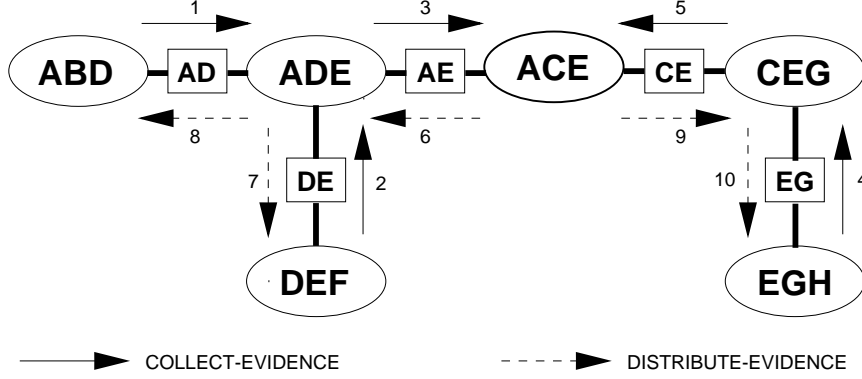 1 3 5
ABD AD ADE AE ACE CE CEG
8 6 9
7 DE 2 10 EG 4
DEF EGH
COLLECT-EVIDENCE DISTRIBUTE-EVIDENCE